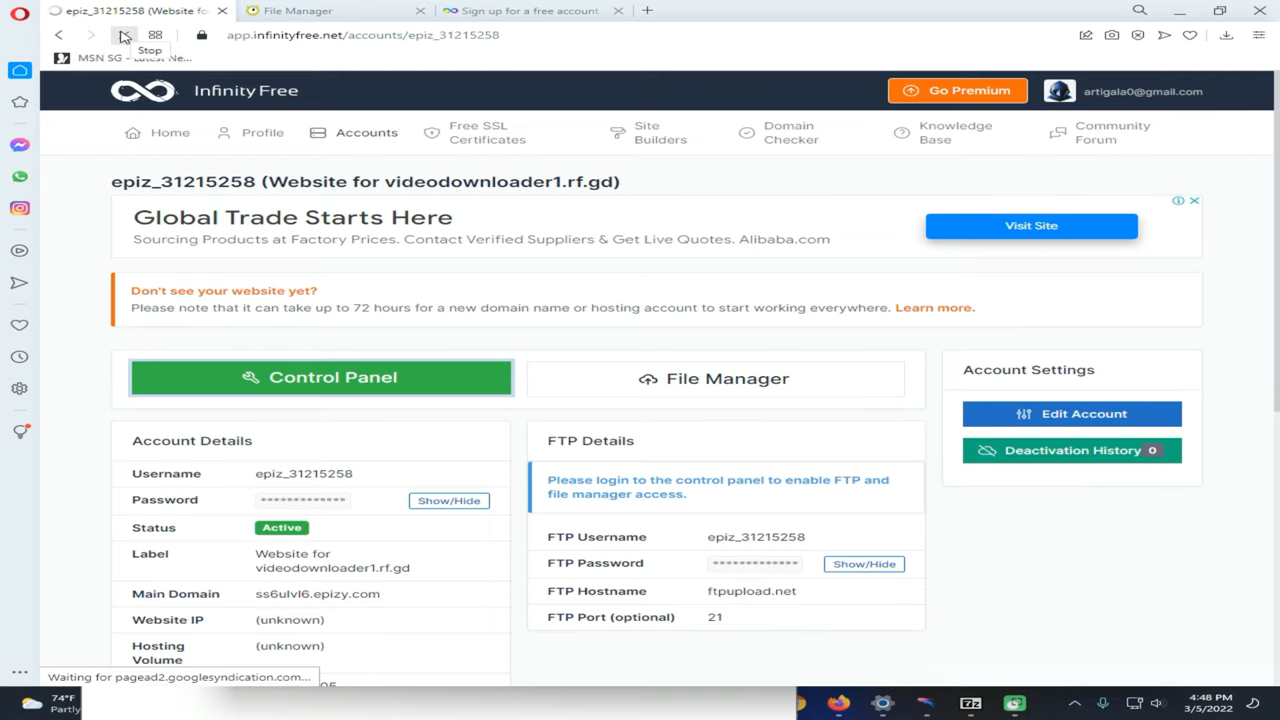 epiz_31215258 (Website fo
File Manager
Sign up for a free account
app.infinityfree.net/accounts/epiz_31215258
Stop
MSN SG - Latest Ne...
Infinity Free
Go Premium
artigala0@gmail.com
Home
Profile
Accounts
Free SSL
Certificates
Site
Builders
Domain
Checker
Knowledge
Base
Community
Forum
epiz_31215258 (Website for videodownloader1.rf.gd)
Global Trade Starts Here
Sourcing Products at Factory Prices. Contact Verified Suppliers & Get Live Quotes. Alibaba.com
Visit Site
Don't see your website yet?
Please note that it can take up to 72 hours for a new domain name or hosting account to start working everywhere. Learn more.
Control Panel
File Manager
Account Settings
Edit Account
Deactivation History 0
Account Details
Username epiz_31215258
Password ************* Show/Hide
Status Active
Label Website for
videodownloader1.rf.gd
Main Domain ss6ulvl6.epizy.com
Website IP (unknown)
Hosting (unknown)
Volume
FTP Details
Please login to the control panel to enable FTP and
file manager access.
FTP Username epiz_31215258
FTP Password ************* Show/Hide
FTP Hostname ftpupload.net
FTP Port (optional) 21
Waiting for pagead2.googlesyndication.com...
74°F
Partly
7z
4:48 PM
3/5/2022